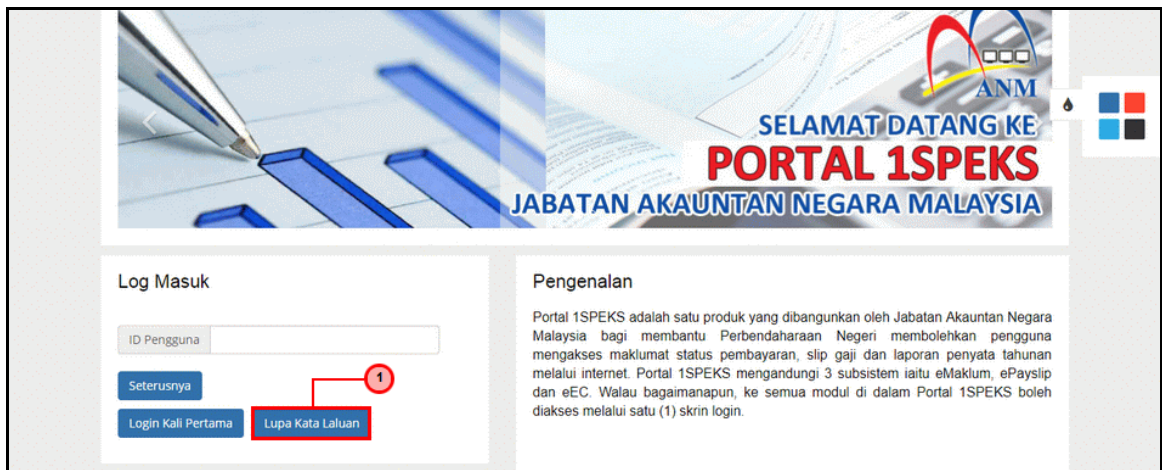 ANM
SELAMAT DATANG KE
PORTAL 1SPEKS
JABATAN AKAUNTAN NEGARA MALAYSIA
Log Masuk
ID Pengguna
Seterusnya
1
Login Kali Pertama
Lupa Kata Laluan
Pengenalan
Portal 1SPEKS adalah satu produk yang dibangunkan oleh Jabatan Akauntan Negara
Malaysia bagi membantu Perbendaharaan Negeri membolehkan pengguna
mengakses maklumat status pembayaran, slip gaji dan laporan penyata tahunan
melalui internet. Portal 1SPEKS mengandungi 3 subsistem iaitu eMaklum, ePayslip
dan eEC. Walau bagaimanapun, ke semua modul di dalam Portal 1SPEKS boleh
diakses melalui satu (1) skrin login.